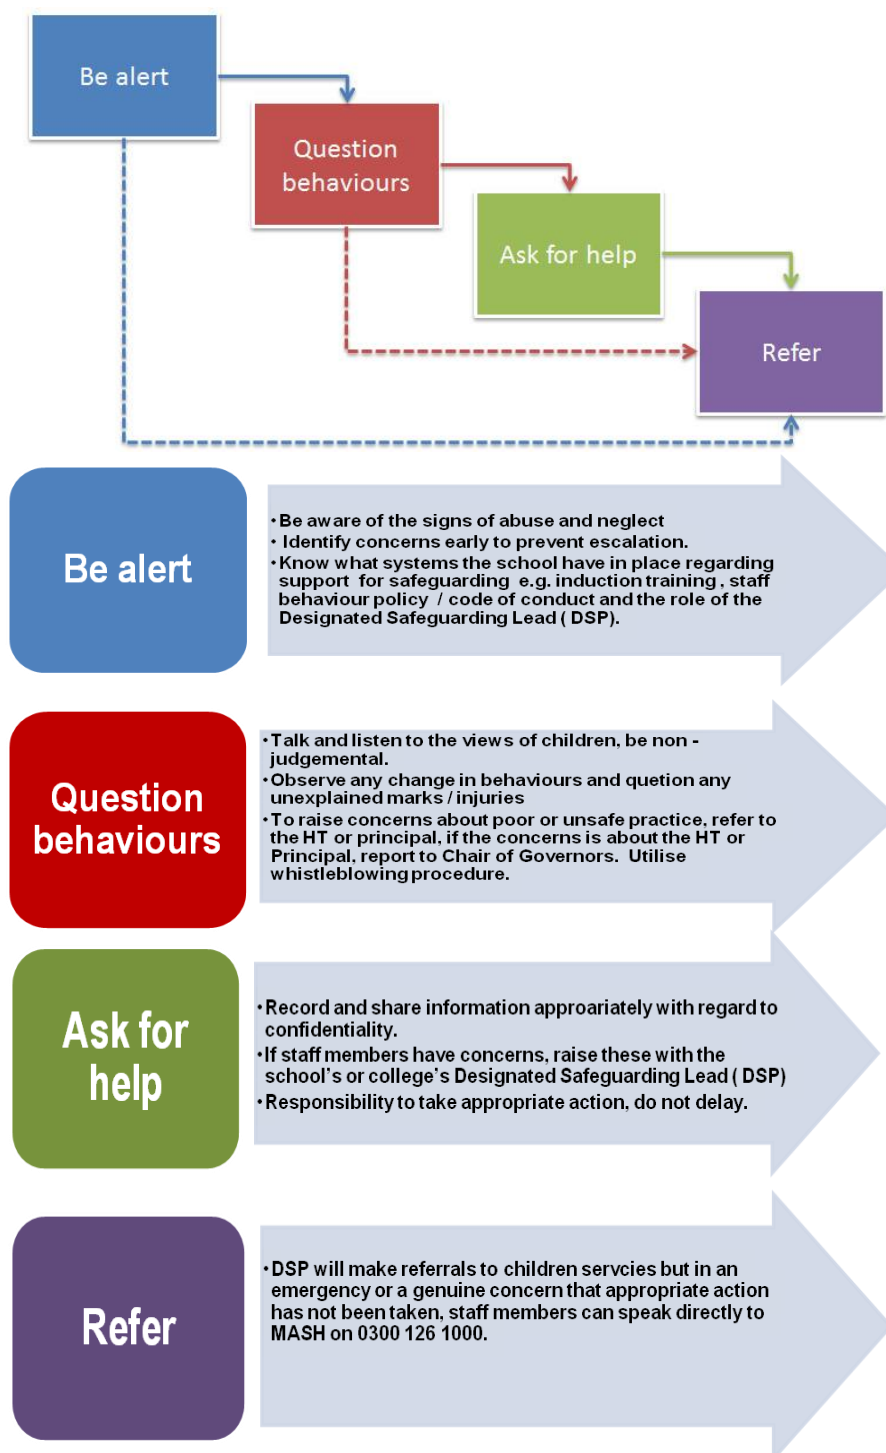 Be alert
Question
behaviours
Ask for help
Refer
Be alert
•Be aware of the signs of abuse and neglect
• Identify concerns early to prevent escalation.
•Know what systems the school have in place regarding
support for safeguarding e.g. induction training , staff
behaviour policy / code of conduct and the role of the
Designated Safeguarding Lead ( DSP).
Question
behaviours
•Talk and listen to the views of children, be non -
judgemental.
•Observe any change in behaviours and quetion any
unexplained marks / injuries
•To raise concerns about poor or unsafe practice, refer to
the HT or principal, if the concerns is about the HT or
Principal, report to Chair of Governors. Utilise
whistleblowing procedure.
Ask for
help
•Record and share information approariately with regard to
confidentiality.
•If staff members have concerns, raise these with the
school's or college's Designated Safeguarding Lead ( DSP)
•Responsibility to take appropriate action, do not delay.
Refer
•DSP will make referrals to children servcies but in an
emergency or a genuine concern that appropriate action
has not been taken, staff members can speak directly to
MASH on 0300 126 1000.